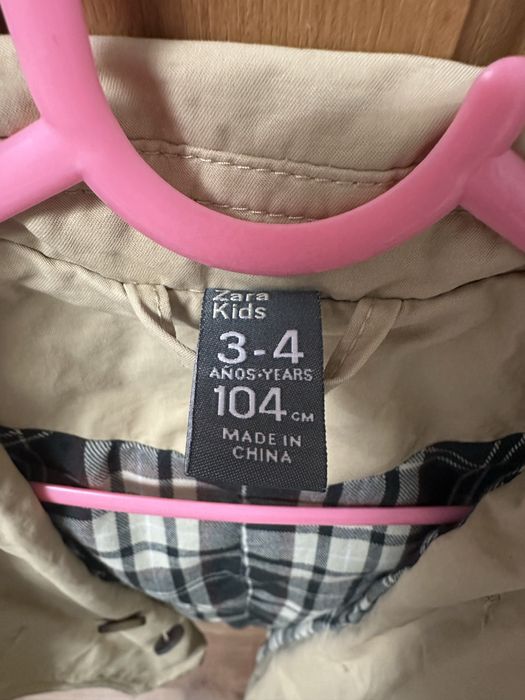 Zara
Kids
3-4
AÑOS-YEARS
104 CM
MADE IN
CHINA